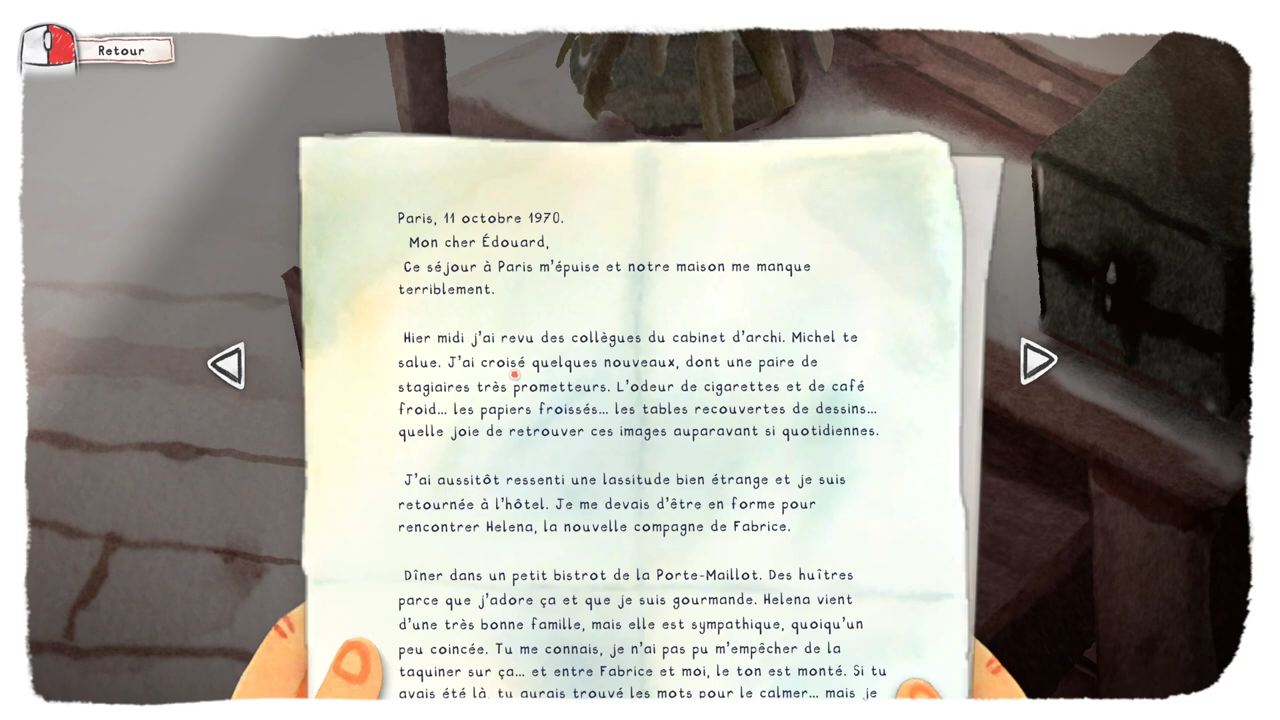 Retour
Paris, 11 octobre 1970.
Mon cher Édouard,
Ce séjour à Paris m'épuise et notre maison me manque
terriblement.
Hier midi j'ai revu des collègues du cabinet d'archi. Michel te
salue. J'ai croisé quelques nouveaux, dont une paire de
stagiaires très prometteurs. L'odeur de cigarettes et de café
froid... les papiers froissés... les tables recouvertes de dessins...
quelle joie de retrouver ces images auparavant si quotidiennes.
J'ai aussitôt ressenti une lassitude bien étrange et je suis
retournée à l'hôtel. Je me devais d'être en forme pour
rencontrer Helena, la nouvelle compagne de Fabrice.
Dîner dans un petit bistrot de la Porte-Maillot. Des huîtres
parce que j'adore ça et que je suis gourmande. Helena vient
d'une très bonne famille, mais elle est sympathique, quoiqu'un
peu coincée. Tu me connais, je n'ai pas pu m'empêcher de la
taquiner sur ça... et entre Fabrice et moi, le ton est monté. Si tu
avais été là, tu aurais trouvé les mots pour le calmer... mais je